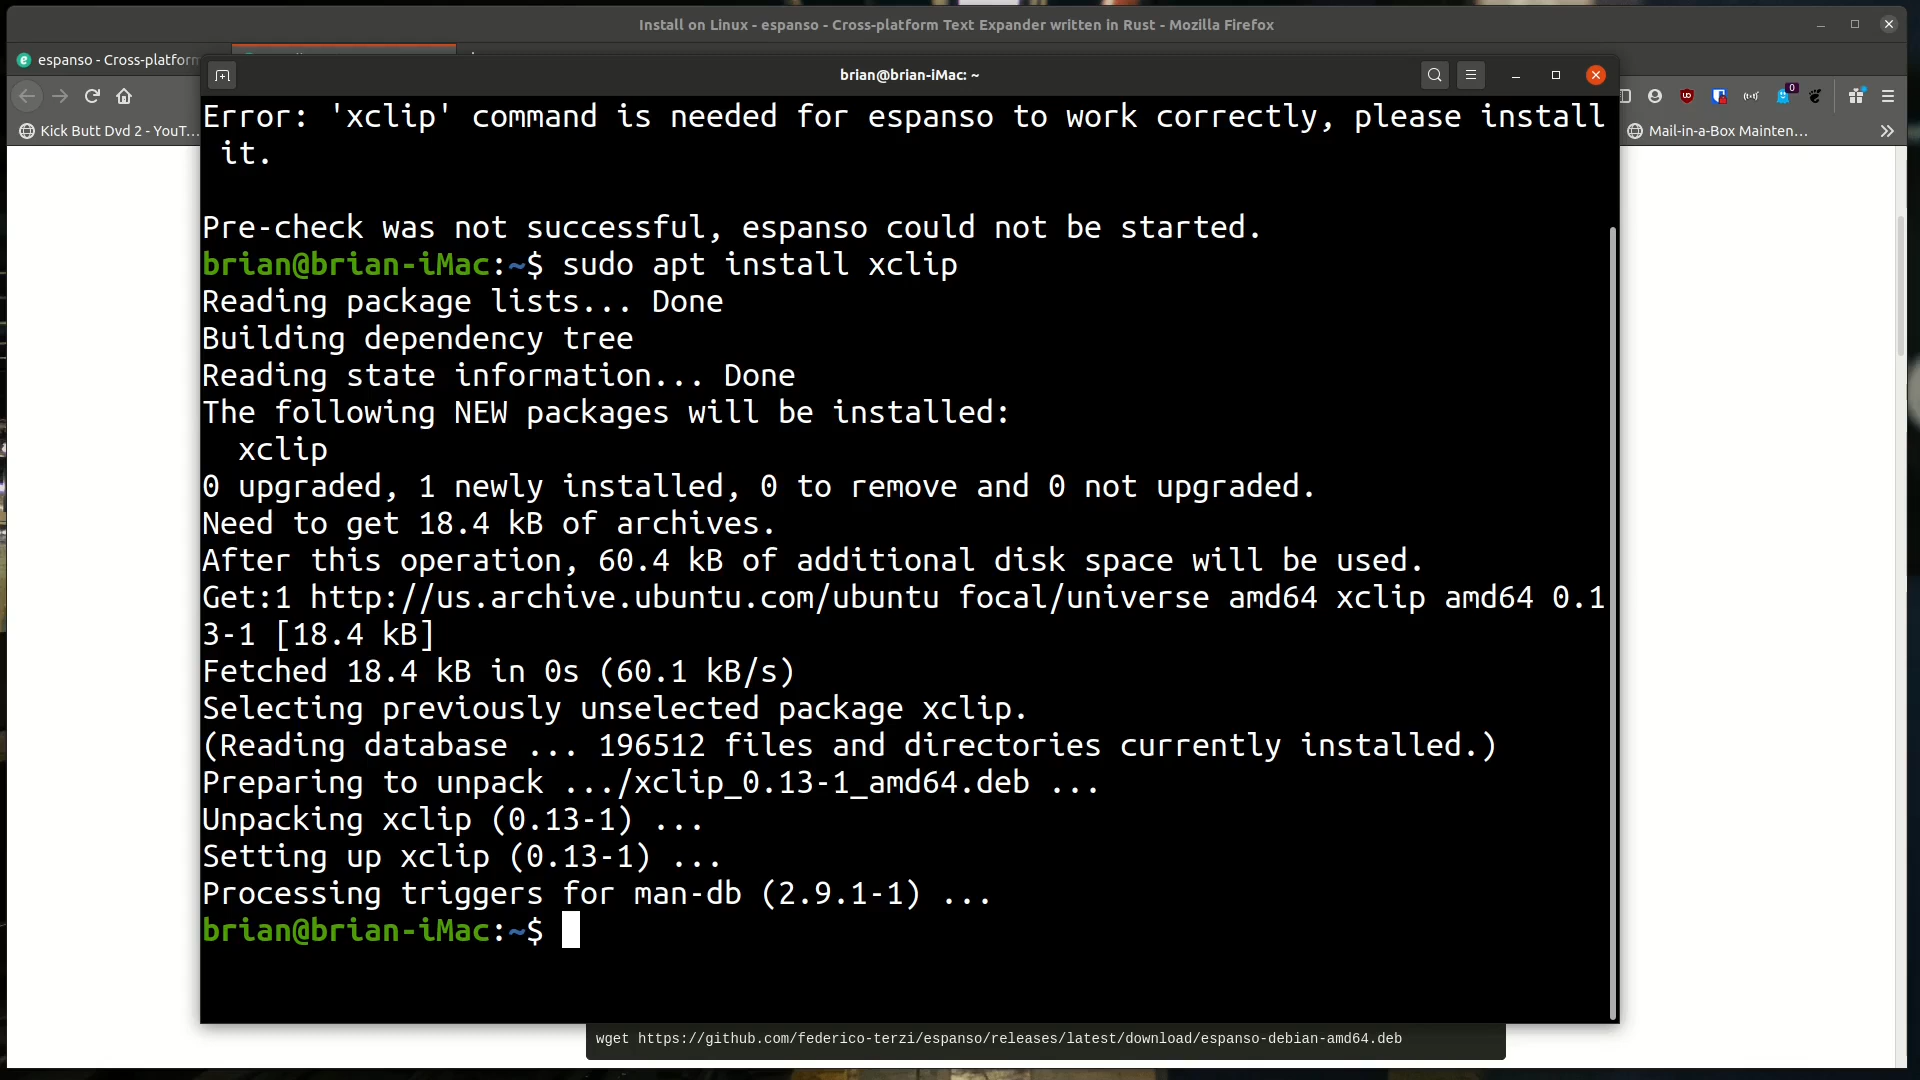 Install on Linux - espanso - Cross-platform Text Expander written in Rust - Mozilla Firefox
espanso - Cross-platform
brian@brian-iMac: ~
0
Kick Butt Dvd 2 - YouT...
Mail-in-a-Box Mainten...
Error: 'xclip' command is needed for espanso to work correctly, please install
 it.
Pre-check was not successful, espanso could not be started.
brian@brian-iMac:~$ sudo apt install xclip
Reading package lists... Done
Building dependency tree
Reading state information... Done
The following NEW packages will be installed:
  xclip
0 upgraded, 1 newly installed, 0 to remove and 0 not upgraded.
Need to get 18.4 kB of archives.
After this operation, 60.4 kB of additional disk space will be used.
Get:1 http://us.archive.ubuntu.com/ubuntu focal/universe amd64 xclip amd64 0.1
3-1 [18.4 kB]
Fetched 18.4 kB in 0s (60.1 kB/s)
Selecting previously unselected package xclip.
(Reading database ... 196512 files and directories currently installed.)
Preparing to unpack .../xclip_0.13-1_amd64.deb ...
Unpacking xclip (0.13-1) ...
Setting up xclip (0.13-1) ...
Processing triggers for man-db (2.9.1-1) ...
brian@brian-iMac:~$
wget https://github.com/federico-terzi/espanso/releases/latest/download/espanso-debian-amd64.deb